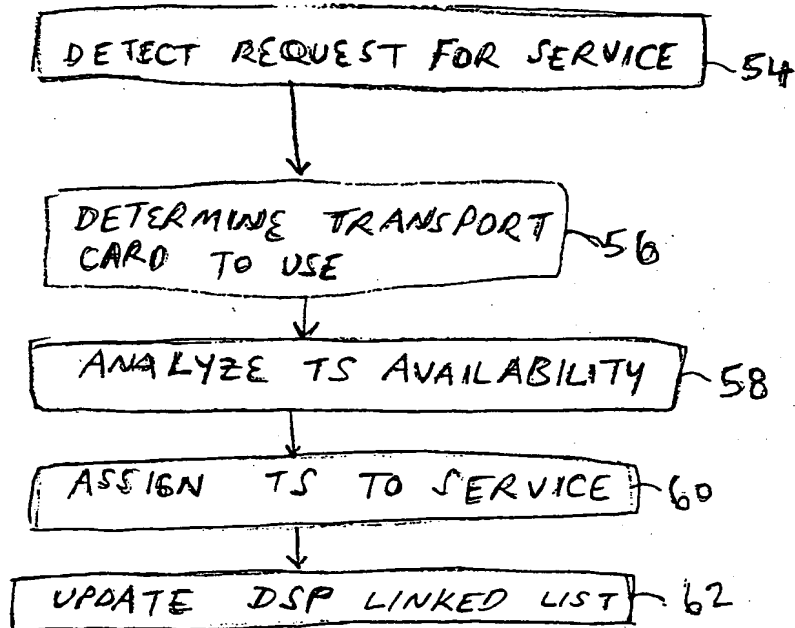 DETECT REQUEST FOR SERVICE 54
DETERMINE TRANSPORT
CARD TO USE 56
ANALYZE TS AVAILABILITY 58
ASSIGN TS TO SERVICE 60
UPDATE DSP LINKED LIST 62